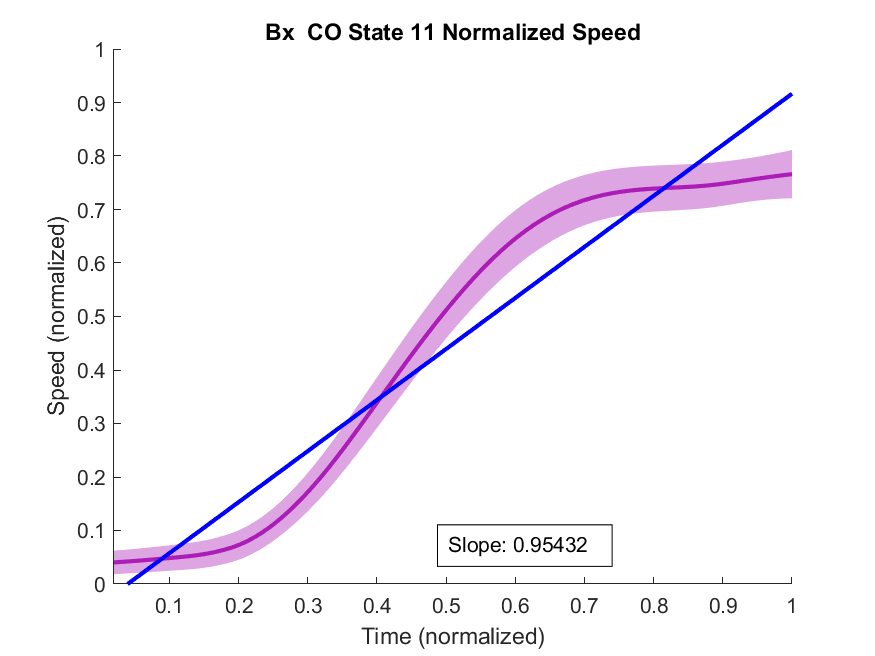 Bx  CO State 11 Normalized Speed
1
0.9
0.8
0.7
0.6
0.5
0.4
0.3
0.2
0.1
0
Speed (normalized)
Slope: 0.95432
0.1 0.2 0.3 0.4 0.5 0.6 0.7 0.8 0.9 1
Time (normalized)